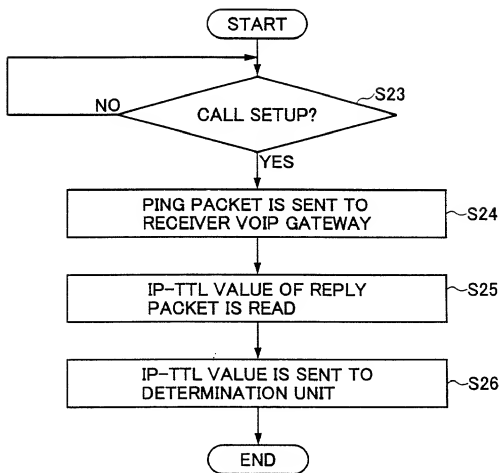 START
S23
NO
CALL SETUP?
YES
PING PACKET IS SENT TO
RECEIVER VOIP GATEWAY
S24
IP-TTL VALUE OF REPLY
PACKET IS READ
S25
IP-TTL VALUE IS SENT TO
DETERMINATION UNIT
S26
END